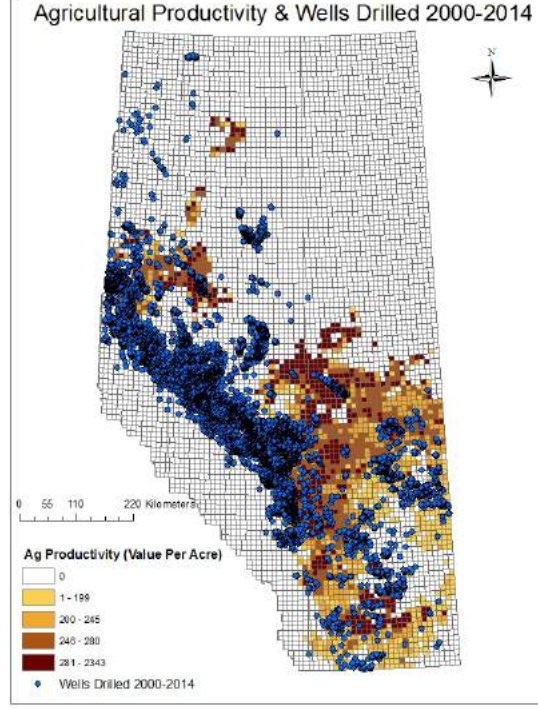 Agricultural Productivity & Wells Drilled 2000-2014
N
0 55 110 220 Kilometers
Ag Productivity (Value Per Acre)
0
1 - 199
200 - 245
246 - 280
281 - 2343
Wells Drilled 2000-2014